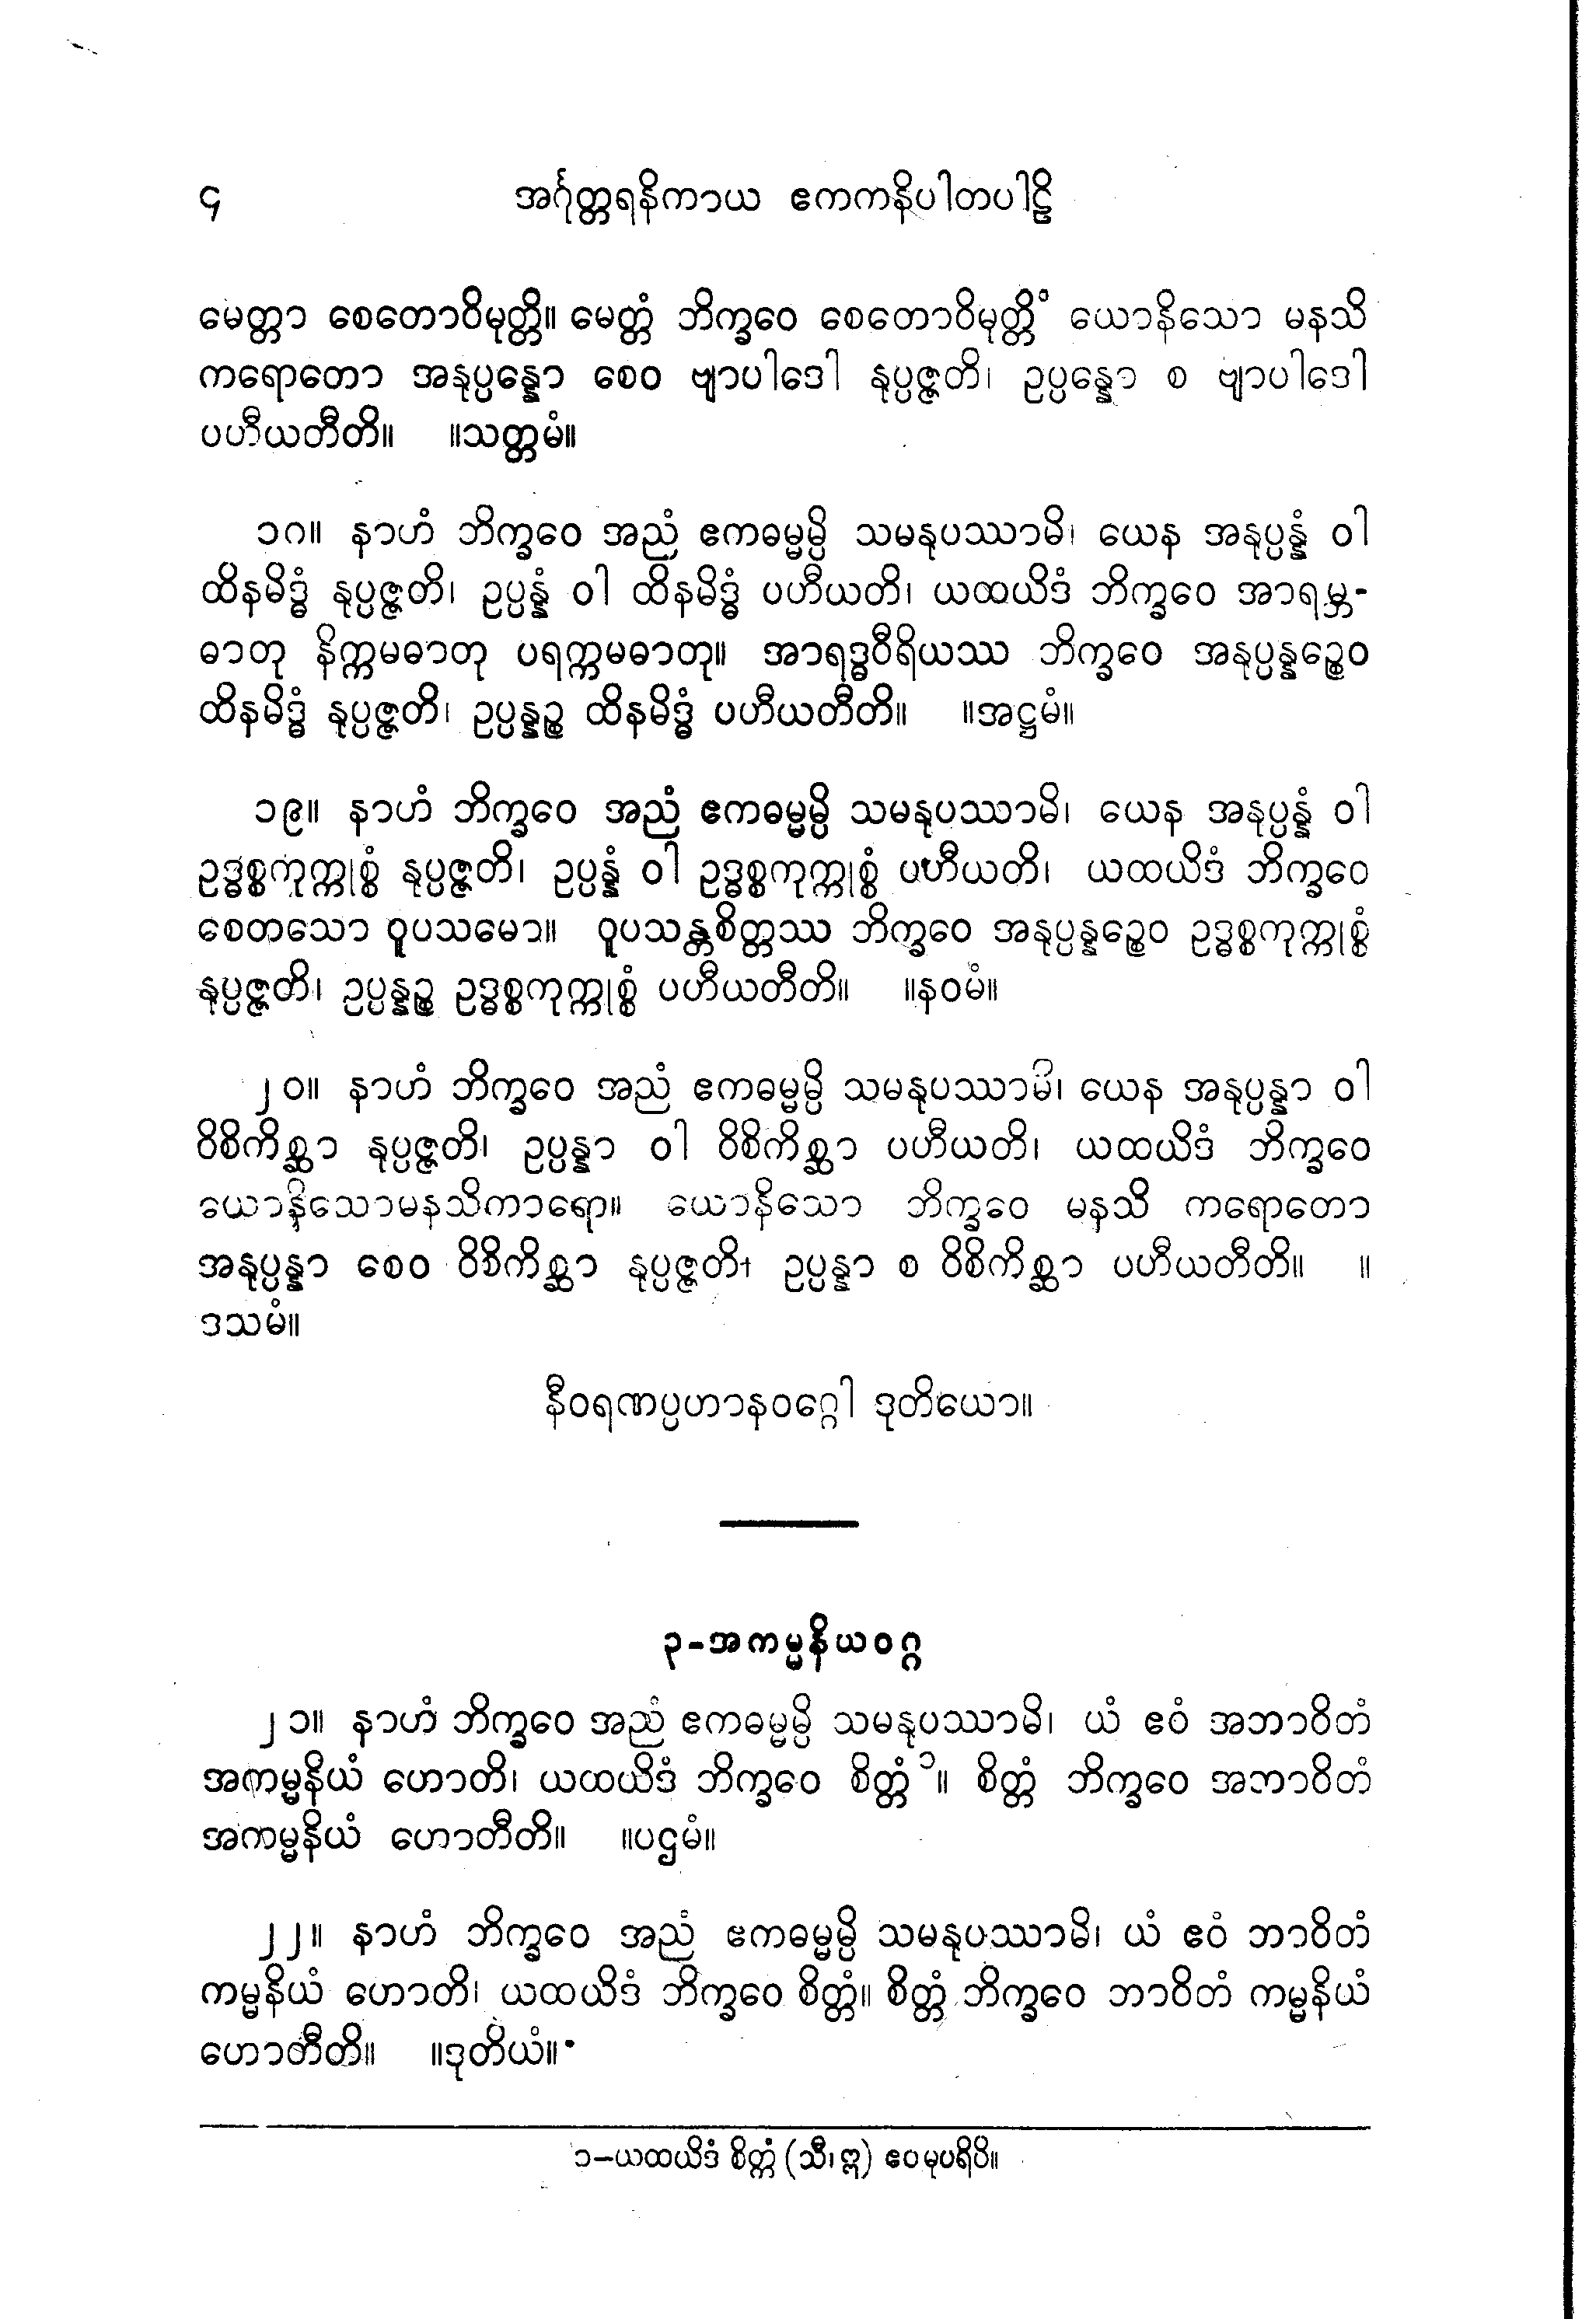 ၄ အင်္ဂုတ္တရနိကာယ ဧကကနိပါတပါဠိ
မေတ္တာ စေတောဝိမုတ္တိ။ မေတ္တံ ဘိက္ခဝေ စေတောဝိမုတ္တိံ ယောနိသော မနသိ
ကရောတော အနုပ္ပန္နော စေဝ ဗျာပါဒေါ နုပ္ပဇ္ဇတိ၊ ဥပ္ပန္နော စ ဗျာပါဒေါ
ပဟီယတီတိ။ ။သတ္တမံ။
၁၈။ နာဟံ ဘိက္ခဝေ အညံ ဧကဓမ္မမ္ပိ သမနုပဿာမိ၊ ယေန အနုပ္ပန္နံ ဝါ
ထိနမိဒ္ဓံ နုပ္ပဇ္ဇတိ၊ ဥပ္ပန္နံ ဝါ ထိနမိဒ္ဓံ ပဟီယတိ၊ ယထယိဒံ ဘိက္ခဝေ အာရမ္ဘ-
ဓာတု နိက္ကမဓာတု ပရက္ကမဓာတု။ အာရဒ္ဓဝီရိယဿ ဘိက္ခဝေ အနုပ္ပန္နဉ္စေဝ
ထိနမိဒ္ဓံ နုပ္ပဇ္ဇတိ၊ ဥပ္ပန္နဉ္စ ထိနမိဒ္ဓံ ပဟီယတီတိ။ ။အဋ္ဌမံ။
၁၉။ နာဟံ ဘိက္ခဝေ အညံ ဧကဓမ္မမ္ပိ သမနုပဿာမိ၊ ယေန အနုပ္ပန္နံ ဝါ
ဥဒ္ဓစ္စကုက္ကုစ္စံ နုပ္ပဇ္ဇတိ၊ ဥပ္ပန္နံ ဝါ ဥဒ္ဓစ္စကုက္ကုစ္စံ ပဟီယတိ၊ ယထယိဒံ ဘိက္ခဝေ
စေတသော ဝူပသမော။ ဝူပသန္တစိတ္တဿ ဘိက္ခဝေ အနုပ္ပန္နဉ္စေဝ ဥဒ္ဓစ္စကုက္ကုစ္စံ
နုပ္ပဇ္ဇတိ၊ ဥပ္ပန္နဉ္စ ဥဒ္ဓစ္စကုက္ကုစ္စံ ပဟီယတီတိ။ ။နဝမံ။
၂၀။ နာဟံ ဘိက္ခဝေ အညံ ဧကဓမ္မမ္ပိ သမနုပဿာမိ၊ ယေန အနုပ္ပန္နာ ဝါ
ဝိစိကိစ္ဆာ နုပ္ပဇ္ဇတိ၊ ဥပ္ပန္နာ ဝါ ဝိစိကိစ္ဆာ ပဟီယတိ၊ ယထယိဒံ ဘိက္ခဝေ
ယောနိသောမနသိကာရော။ ယောနိသော ဘိက္ခဝေ မနသိ ကရောတော
အနုပ္ပန္နာ စေဝ ဝိစိကိစ္ဆာ နုပ္ပဇ္ဇတိ၊ ဥပ္ပန္နာ စ ဝိစိကိစ္ဆာ ပဟီယတီတိ။ ။
ဒသမံ။
နီဝရဏပ္ပဟာနဝဂ္ဂေါ ဒုတိယော။
၃-အကမ္မနိယဝဂ္ဂ
၂၁။ နာဟံ ဘိက္ခဝေ အညံ ဧကဓမ္မမ္ပိ သမနုပဿာမိ၊ ယံ ဧဝံ အဘာဝိတံ
အကမ္မနိယံ ဟောတိ၊ ယထယိဒံ ဘိက္ခဝေ စိတ္တံ ၁။ စိတ္တံ ဘိက္ခဝေ အဘာဝိတံ
အကမ္မနိယံ ဟောတီတိ။ ။ပဌမံ။
၂၂။ နာဟံ ဘိက္ခဝေ အညံ ဧကဓမ္မမ္ပိ သမနုပဿာမိ၊ ယံ ဧဝံ ဘာဝိတံ
ကမ္မနိယံ ဟောတိ၊ ယထယိဒံ ဘိက္ခဝေ စိတ္တံ။ စိတ္တံ ဘိက္ခဝေ ဘာဝိတံ ကမ္မနိယံ
ဟောတီတိ။ ။ဒုတိယံ။
၁-ယထယိဒံ စိတ္တံ (သီ၊ ဣ) ဧဝမုပရိပိ။